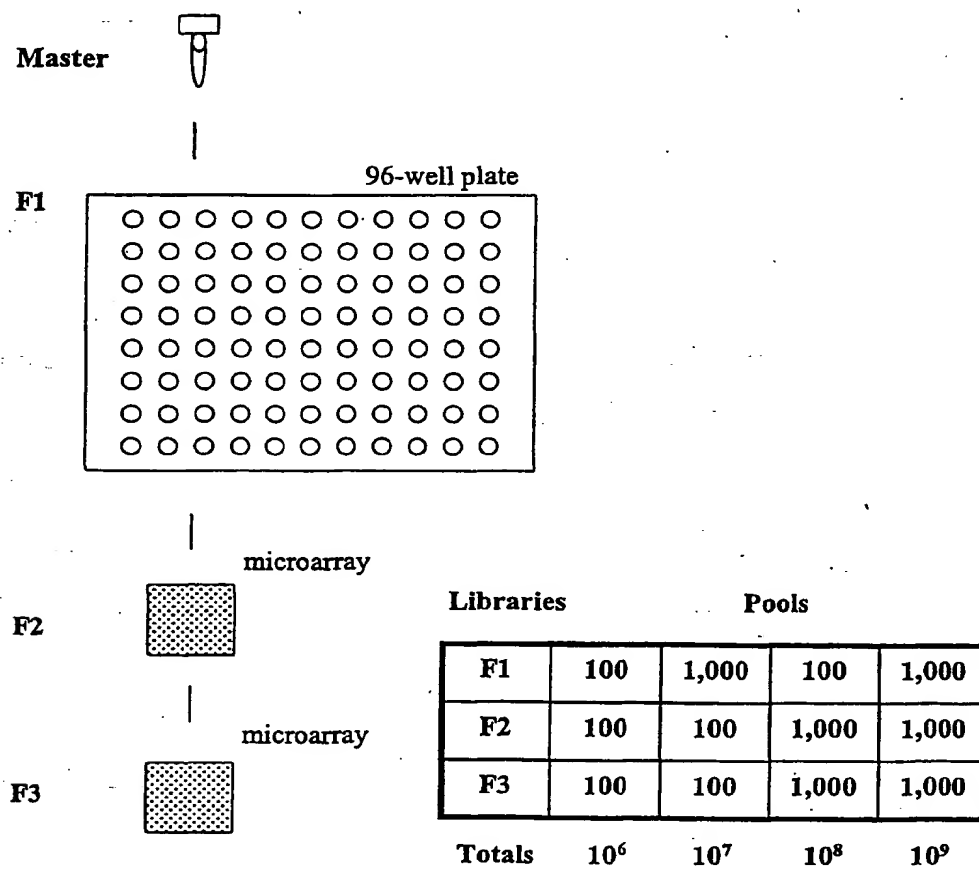 Master
96-well plate
F1
microarray
F2
microarray
F3
Libraries Pools
F1 100 1,000 100 1,000
F2 100 100 1,000 1,000
F3 100 100 1,000 1,000
Totals 10⁶ 10⁷ 10⁸ 10⁹